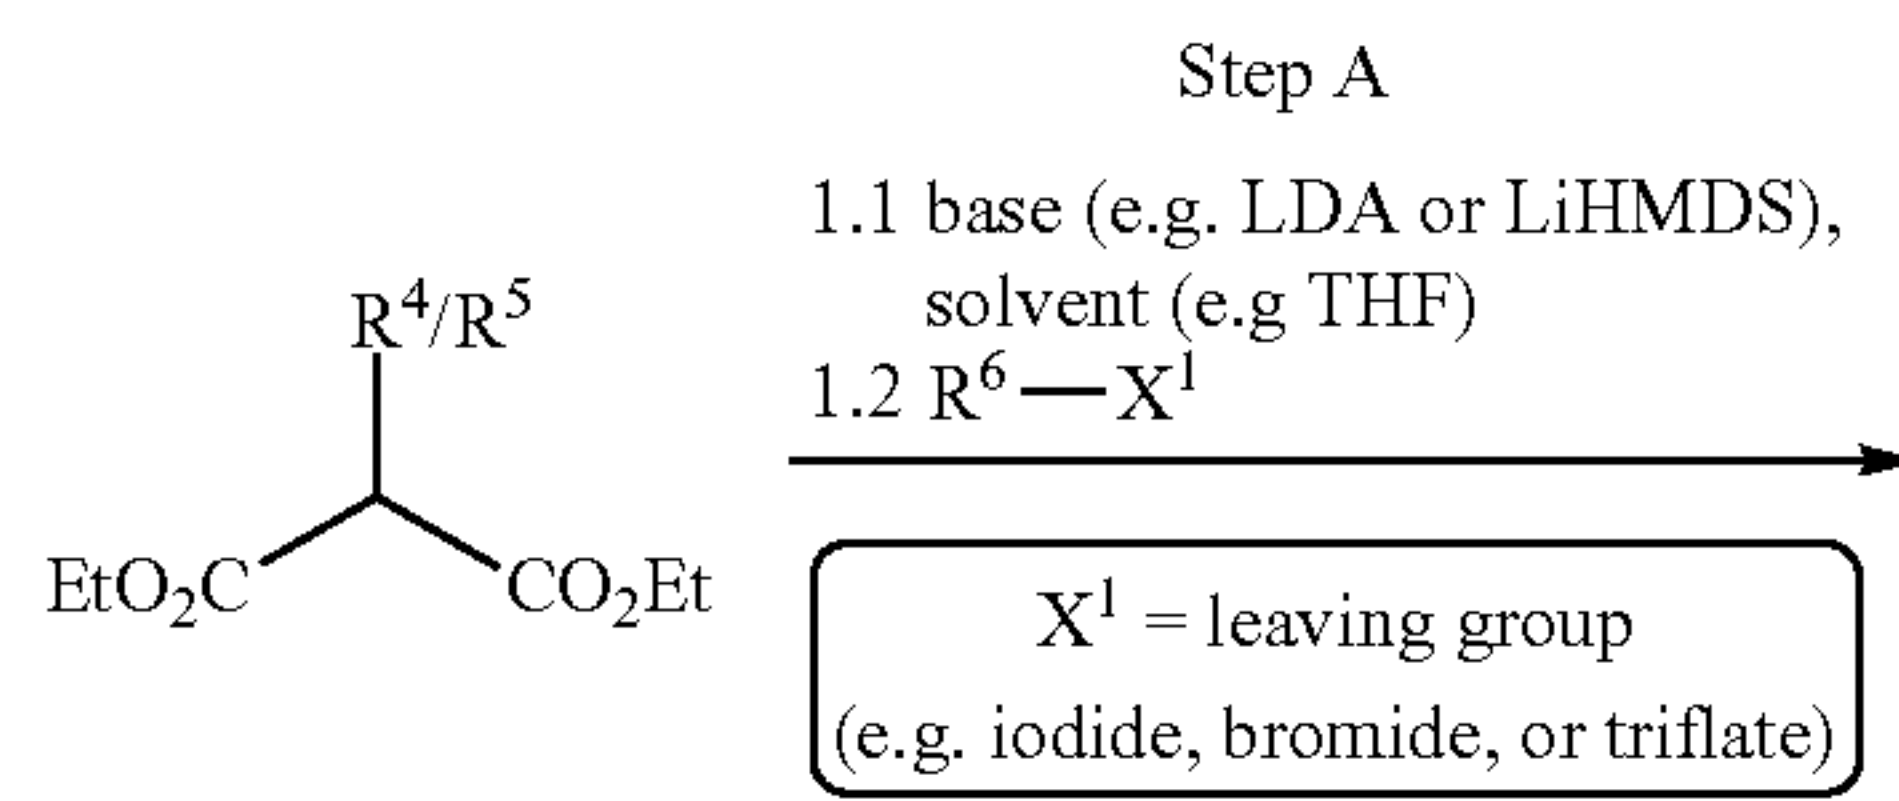 Step A
1.1 base (e.g. LDA or LiHMDS),
solvent (e.g THF)
1.2 R⁶—X¹
R⁴/R⁵
EtO₂C CO₂Et
X¹ = leaving group
(e.g. iodide, bromide, or triflate)